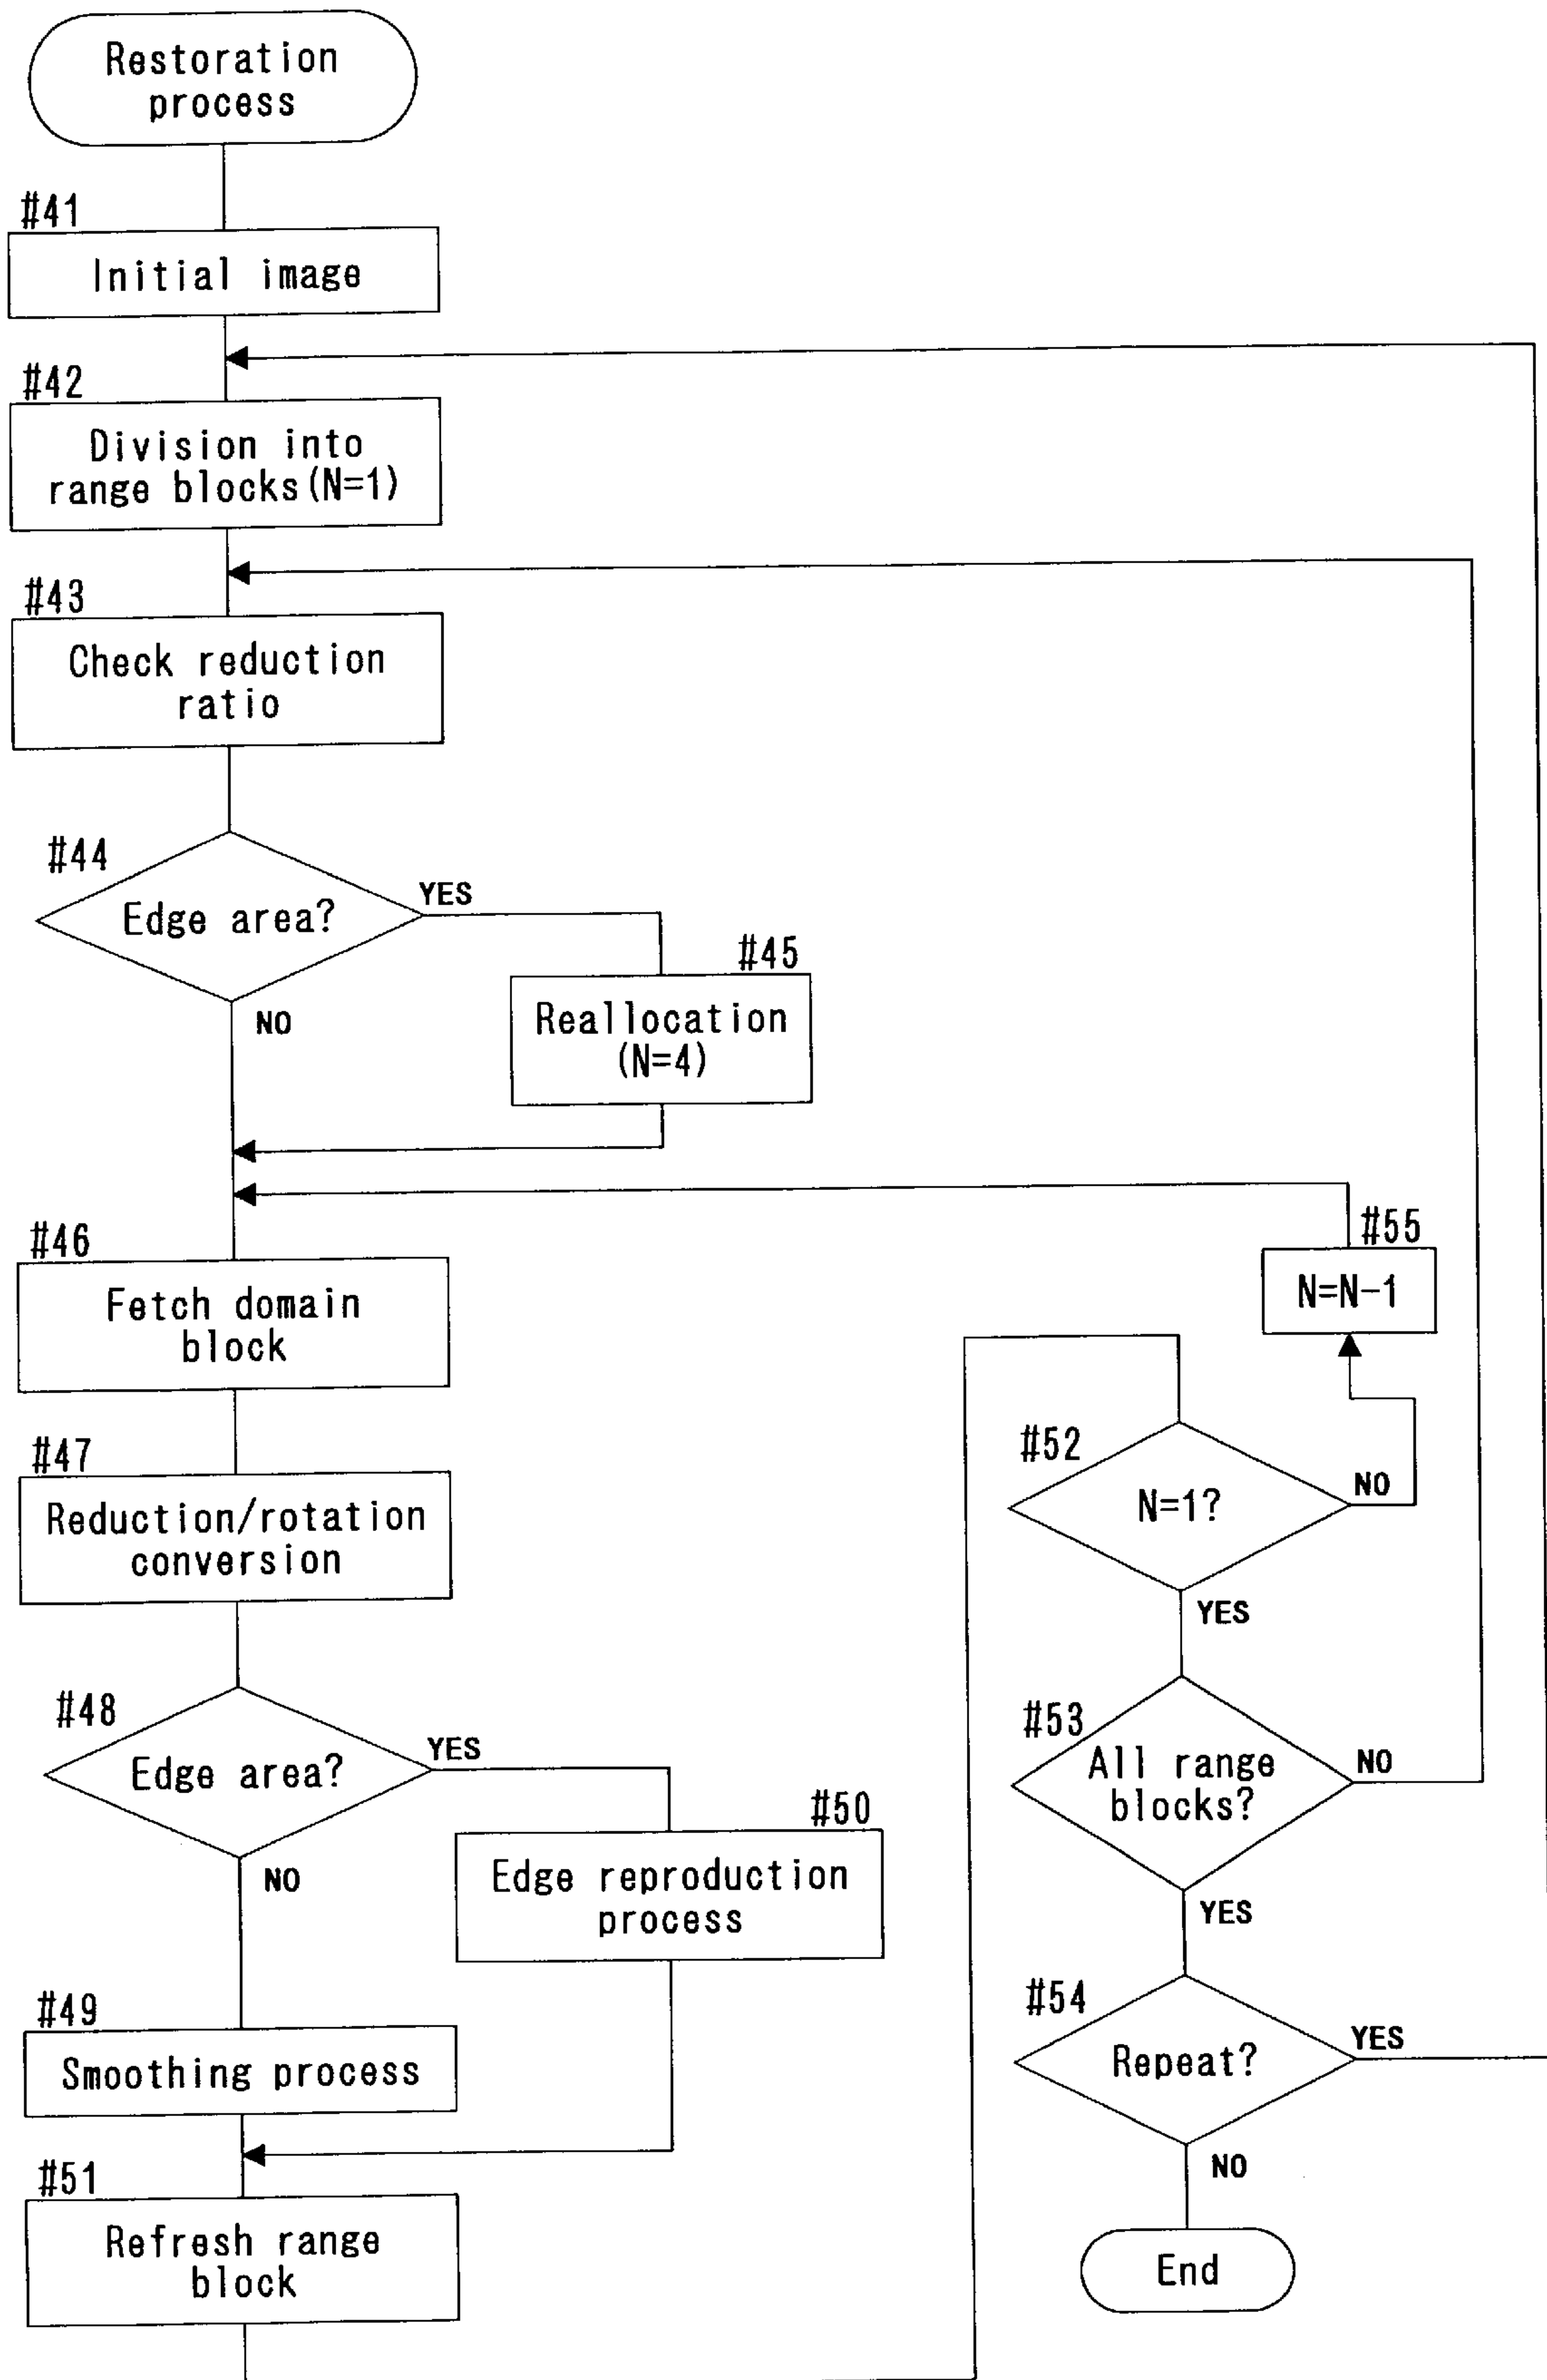 Restoration
process
#41
Initial image
#42
Division into
range blocks(N=1)
#43
Check reduction
ratio
#44
Edge area?
YES
NO
#45
Reallocation
(N=4)
#46
Fetch domain
block
#47
Reduction/rotation
conversion
#48
Edge area?
YES
NO
#50
Edge reproduction
process
#49
Smoothing process
#51
Refresh range
block
#55
N=N-1
#52
N=1?
NO
YES
#53
All range
blocks?
NO
YES
#54
Repeat?
YES
NO
End